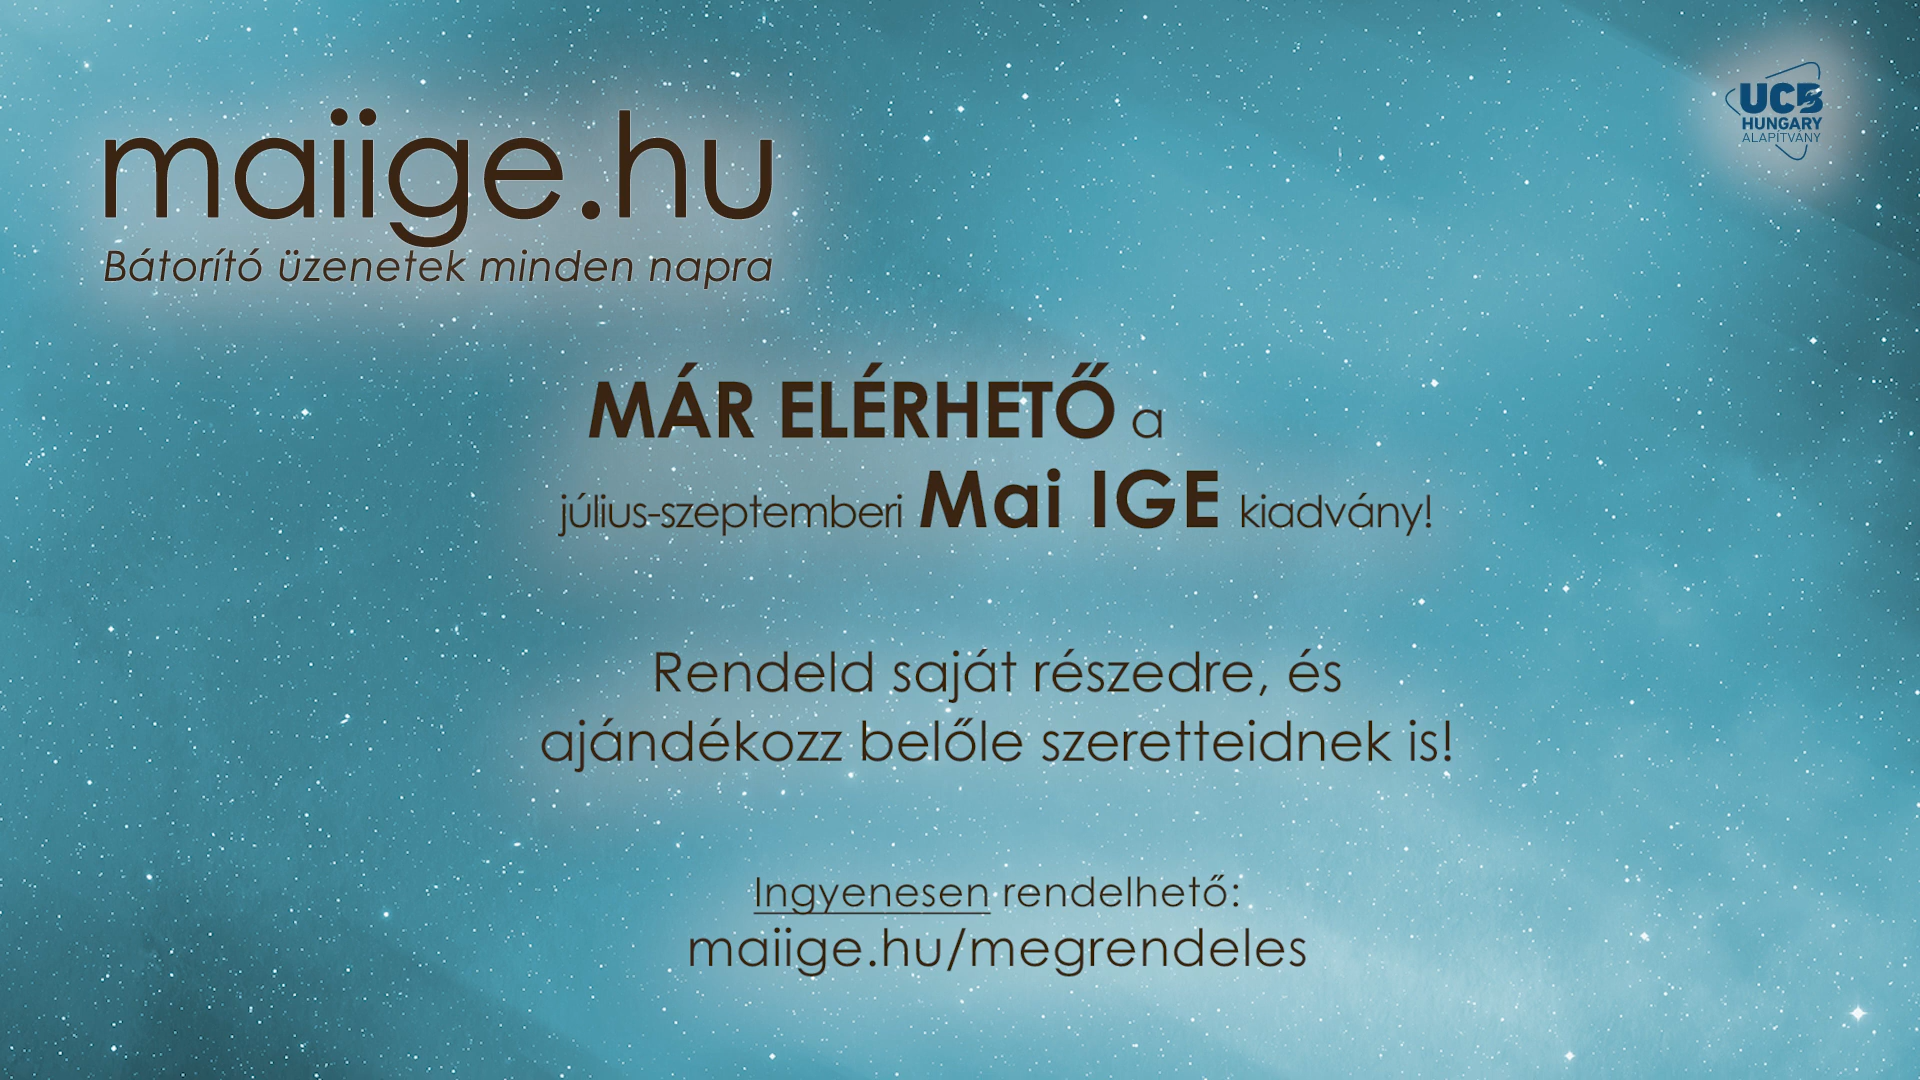 maiige.hu
Bátorító üzenetek minden napra
UCB
HUNGARY
ALAPÍTVÁNY
MÁR ELÉRHETŐ a
július-szeptemberi Mai IGE kiadvány!
Rendeld saját részedre, és
ajándékozz belőle szeretteidnek is!
Ingyenesen rendelhető:
maiige.hu/megrendeles